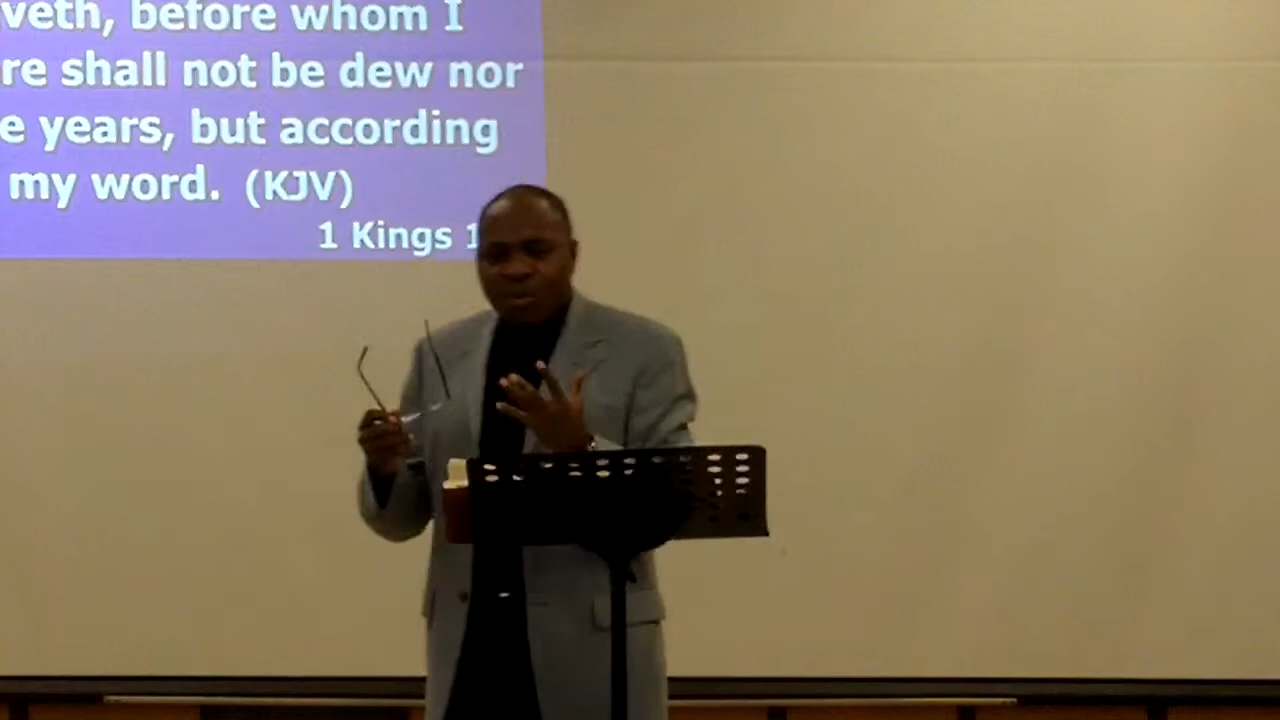 veth, before whom I
re shall not be dew nor
e years, but according
my word. (KJV)
1 Kings 1